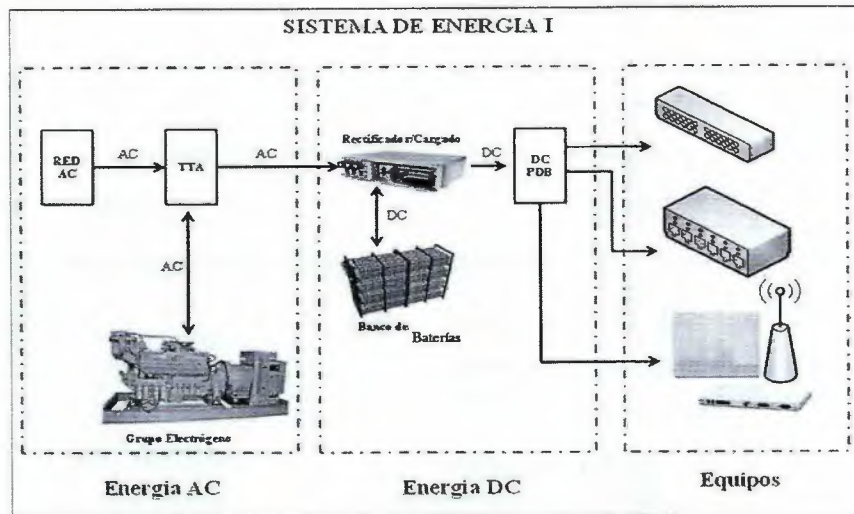 SISTEMA DE ENERGIA I
RED
AC
AC
TTA
AC
AC
Grupo Electrógeno
Energia AC
Rectificador/Cargado
DC
DC
PDB
DC
Banco de
Baterías
Energia DC
Equipos